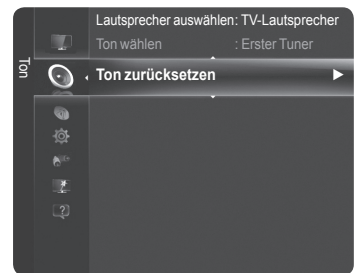 Lautsprecher auswählen: TV-Lautsprecher
Ton wählen : Erster Tuner
Ton
Ton zurücksetzen